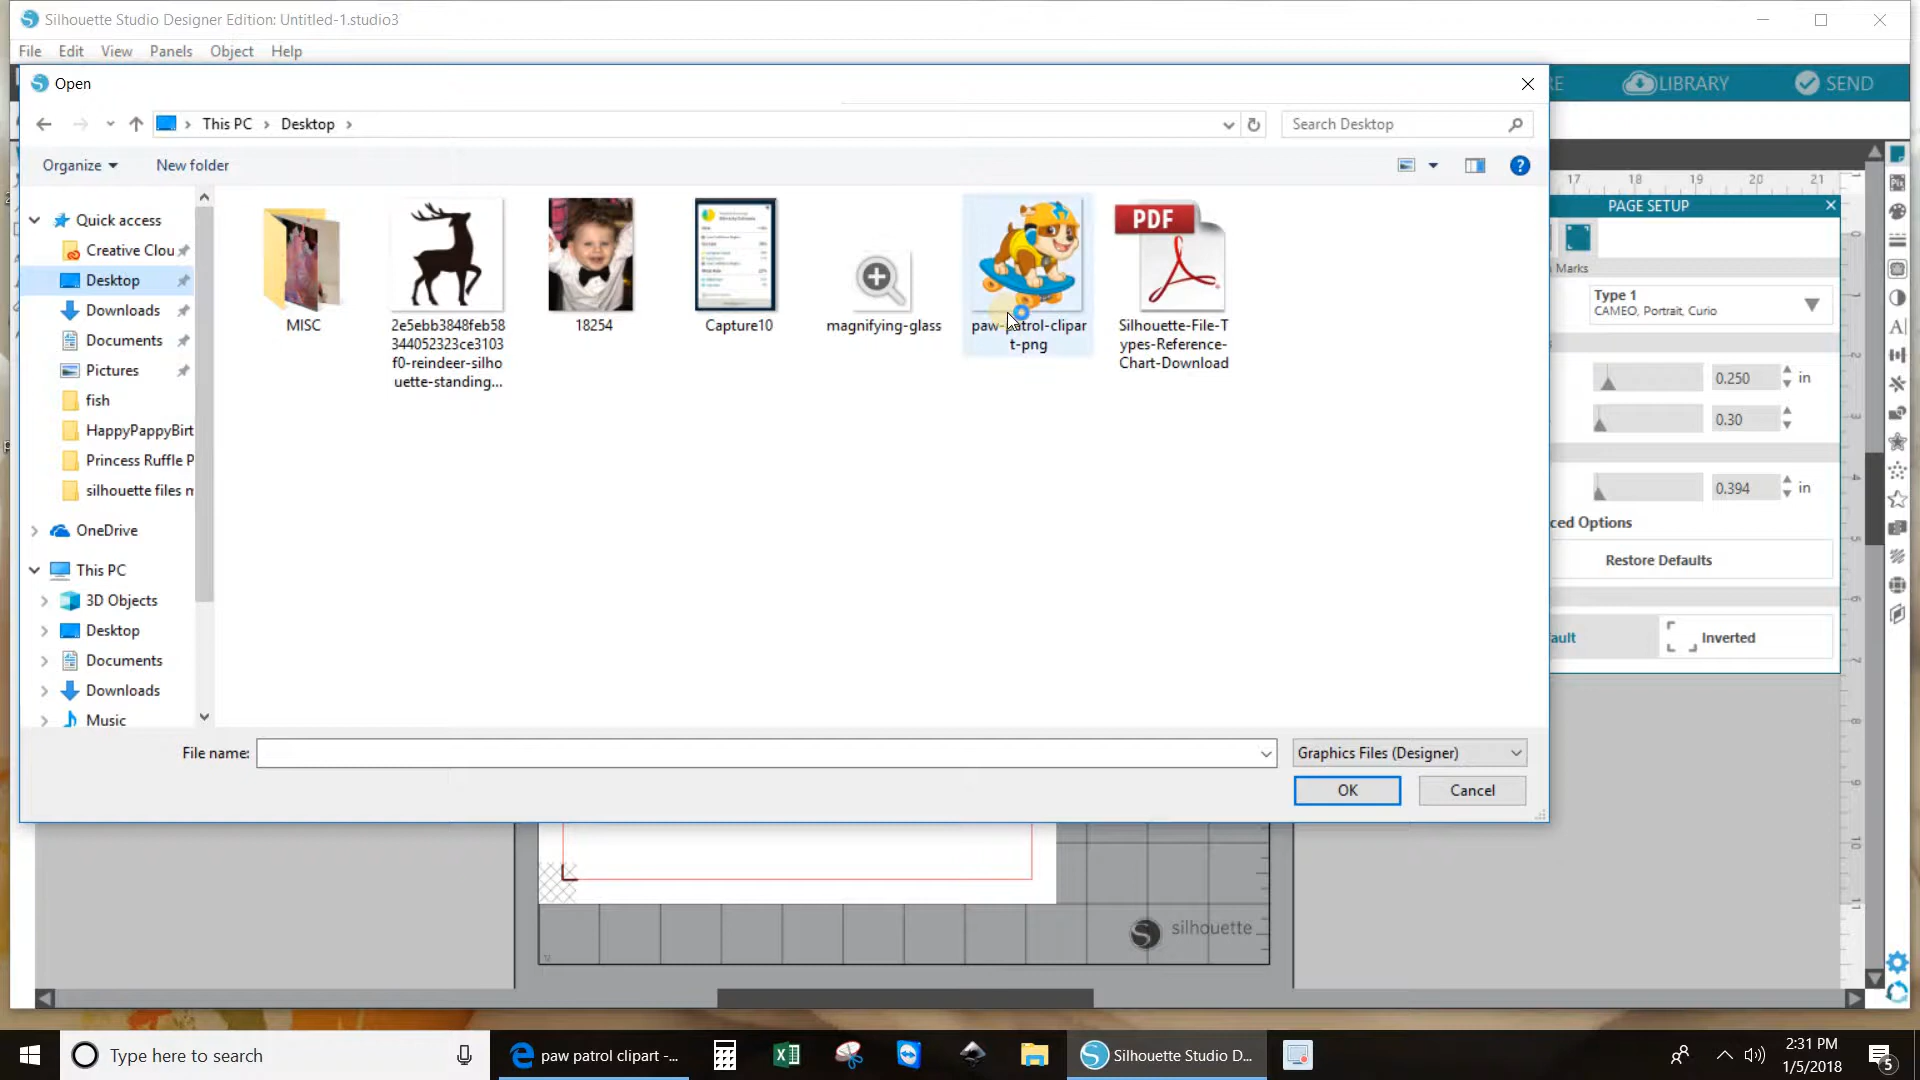 Silhouette Studio Designer Edition: Untitled-1.studio3
File Edit View Panels Object Help
Open
LIBRARY
SEND
This PC > Desktop >
Search Desktop
Organize
New folder
17 18 19 20 21
PAGE SETUP
Quick access
Creative Clou
Desktop
Downloads
Documents
Pictures
fish
HappyPappyBirt
Princess Ruffle P
silhouette files m
OneDrive
This PC
3D Objects
Desktop
Documents
Downloads
Music
MISC
2e5ebb3848feb58
344052323ce3103
f0-reindeer-silho
uette-standing...
18254
Capture10
magnifying-glass
paw-patrol-clipar
t-png
PDF
Silhouette-File-T
ypes-Reference-
Chart-Download
Marks
Type 1
CAMEO, Portrait, Curio
0.250 in
0.30
0.394 in
ced Options
Restore Defaults
ault
Inverted
File name:
Graphics Files (Designer)
OK
Cancel
silhouette
Type here to search
paw patrol clipart -...
Silhouette Studio D...
2:31 PM
1/5/2018
5